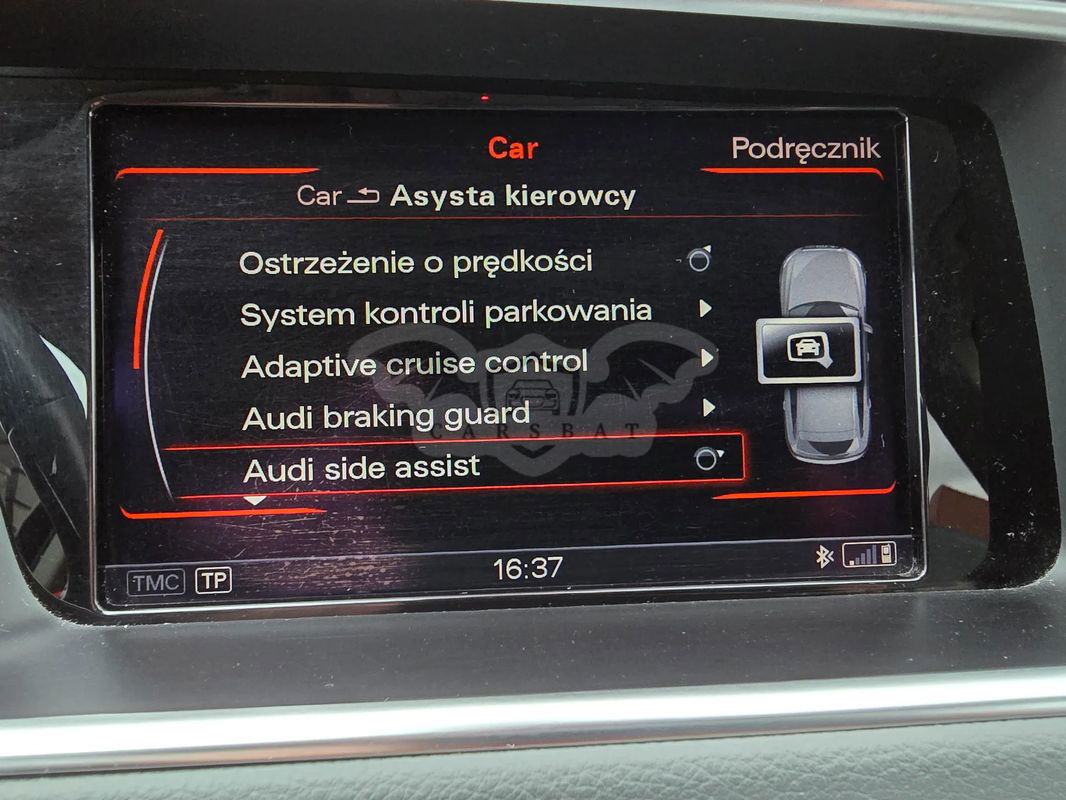 Car
Podręcznik
Car Asysta kierowcy
Ostrzeżenie o prędkości
System kontroli parkowania
Adaptive cruise control
Audi braking guard
CARSBAT
Audi side assist
TMC TP 16:37